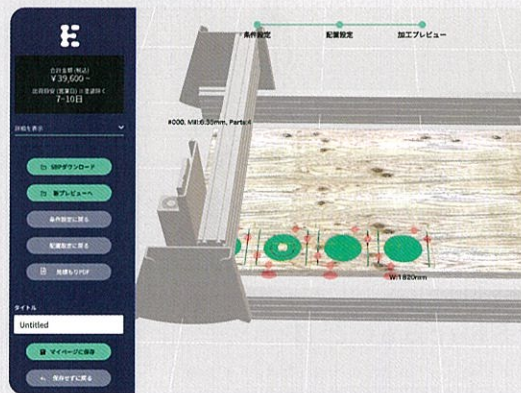 E
合計金額(税込)
¥39,600~
出荷目安(営業日)※塗装除く
7-10日
詳細を表示
SBPダウンロード
新プレビューへ
条件設定に戻る
配置設定に戻る
見積もりPDF
タイトル
Untitled
マイページに保存
保存せずに戻る
条件設定 配置設定 加工プレビュー
#000, Mill:6.35mm, Parts:4
W:1820mm